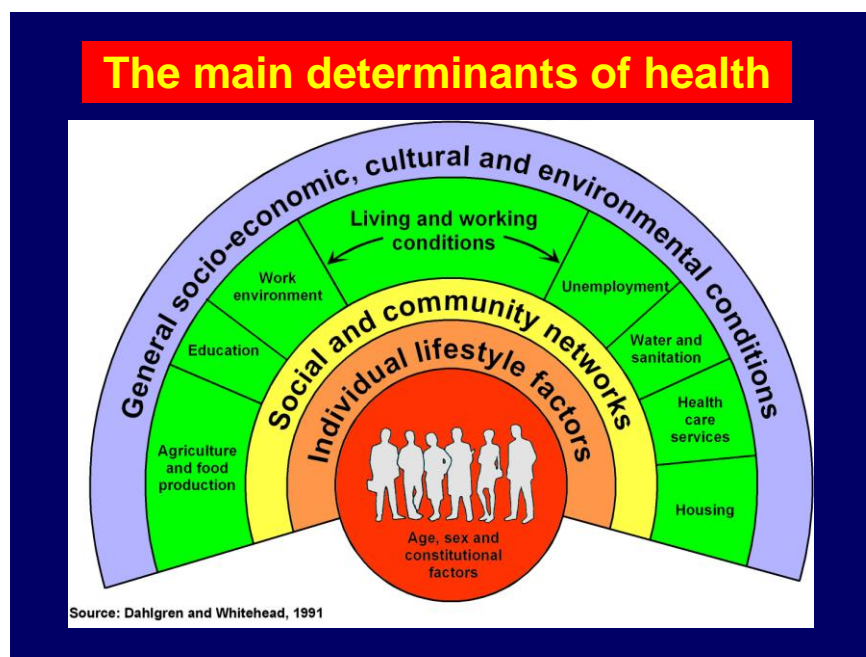 The main determinants of health
General socio-economic, cultural and environmental conditions
Living and working
conditions
Work
environment
Unemployment
Education
Water and
sanitation
Agriculture
and food
production
Health
care
services
Housing
Social and community networks
Individual lifestyle factors
Age, sex and
constitutional
factors
Source: Dahlgren and Whitehead, 1991